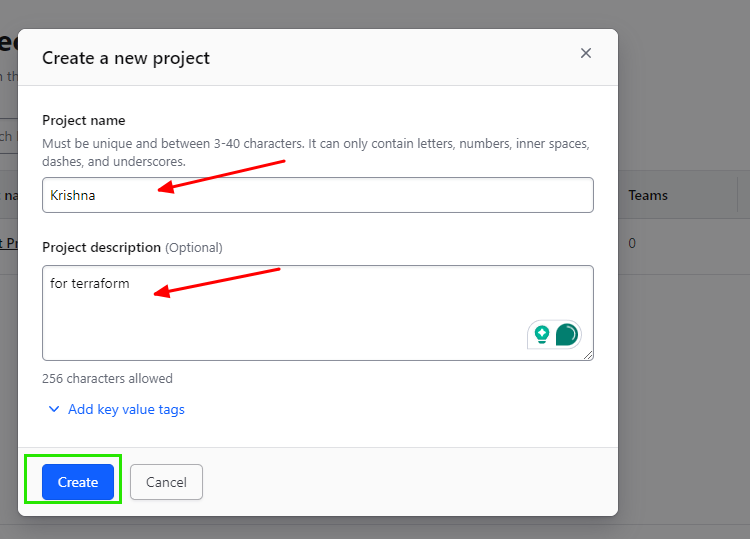 Create a new project
Project name
Must be unique and between 3-40 characters. It can only contain letters, numbers, inner spaces,
dashes, and underscores.
Krishna
Teams
Project description (Optional)
0
for terraform
256 characters allowed
Add key value tags
Create
Cancel